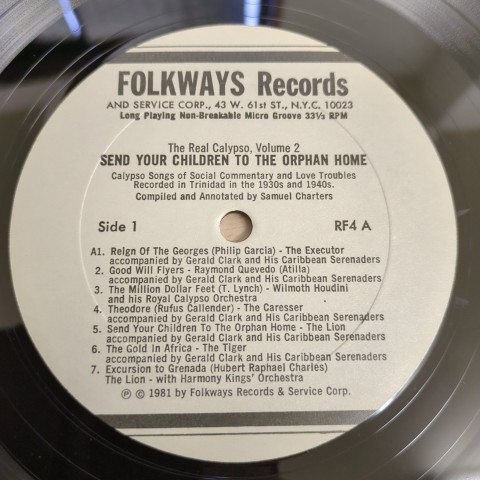 FOLKWAYS Records
AND SERVICE CORP., 43 W. 61st ST., N.Y.C. 10023
Long Playing Non-Breakable Micro Groove 33⅓ RPM
The Real Calypso, Volume 2
SEND YOUR CHILDREN TO THE ORPHAN HOME
Calypso Songs of Social Commentary and Love Troubles
Recorded in Trinidad in the 1930s and 1940s.
Compiled and Annotated by Samuel Charters
Side 1 RF4 A
A1. Reign Of The Georges (Philip Garcia) - The Executor
accompanied by Gerald Clark and His Caribbean Serenaders
2. Good Will Flyers - Raymond Quevedo (Atilla)
accompanied by Gerald Clark and His Caribbean Serenaders
3. The Million Dollar Feet (T. Lynch) - Wilmoth Houdini
and his Royal Calypso Orchestra
4. Theodore (Rufus Callender) - The Caresser
accompanied by Gerald Clark and His Caribbean Serenaders
5. Send Your Children To The Orphan Home - The Lion
accompanied by Gerald Clark and His Caribbean Serenaders
6. The Gold In Africa - The Tiger
accompanied by Gerald Clark and His Caribbean Serenaders
7. Excursion to Grenada (Hubert Raphael Charles)
The Lion - with Harmony Kings' Orchestra
℗ © 1981 by Folkways Records & Service Corp.